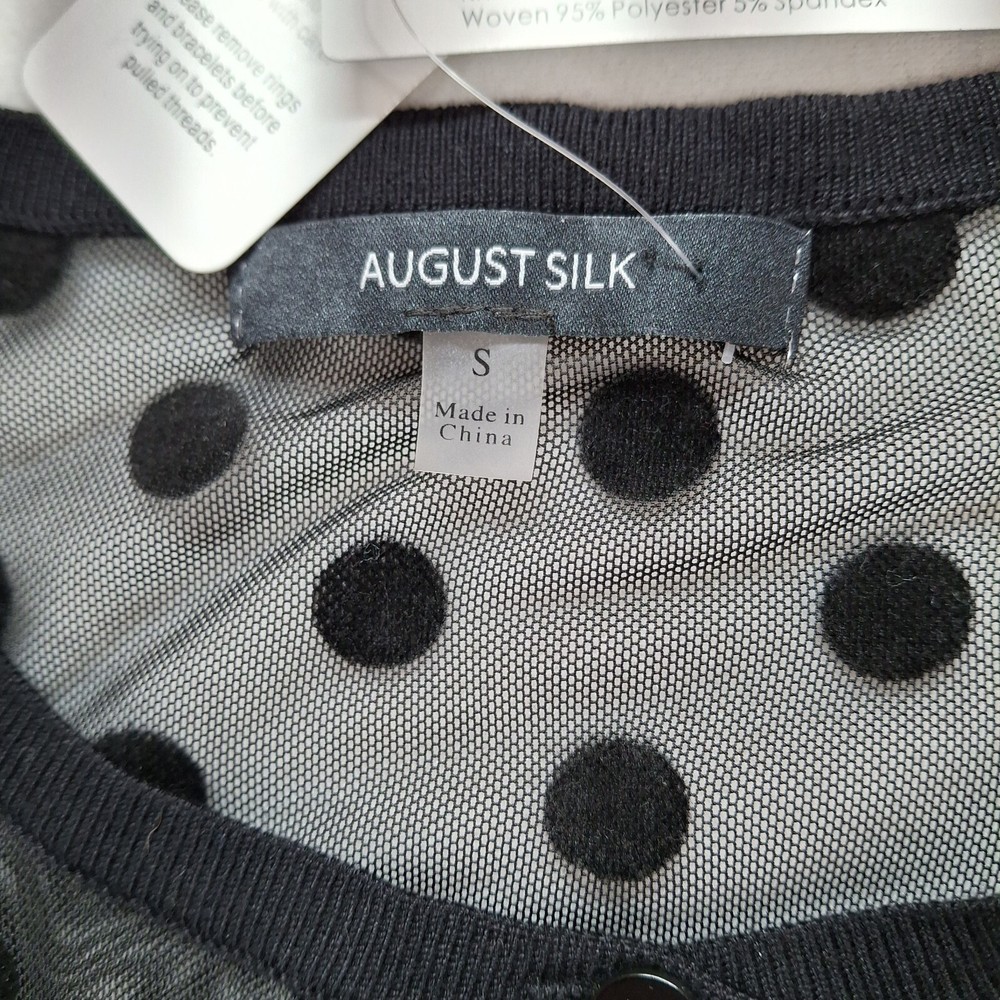 Woven 95% Polyester 5% Spandex
remove rings
and bracelets before
trying on to prevent
pulled threads.
AUGUST SILK
S
Made in
China